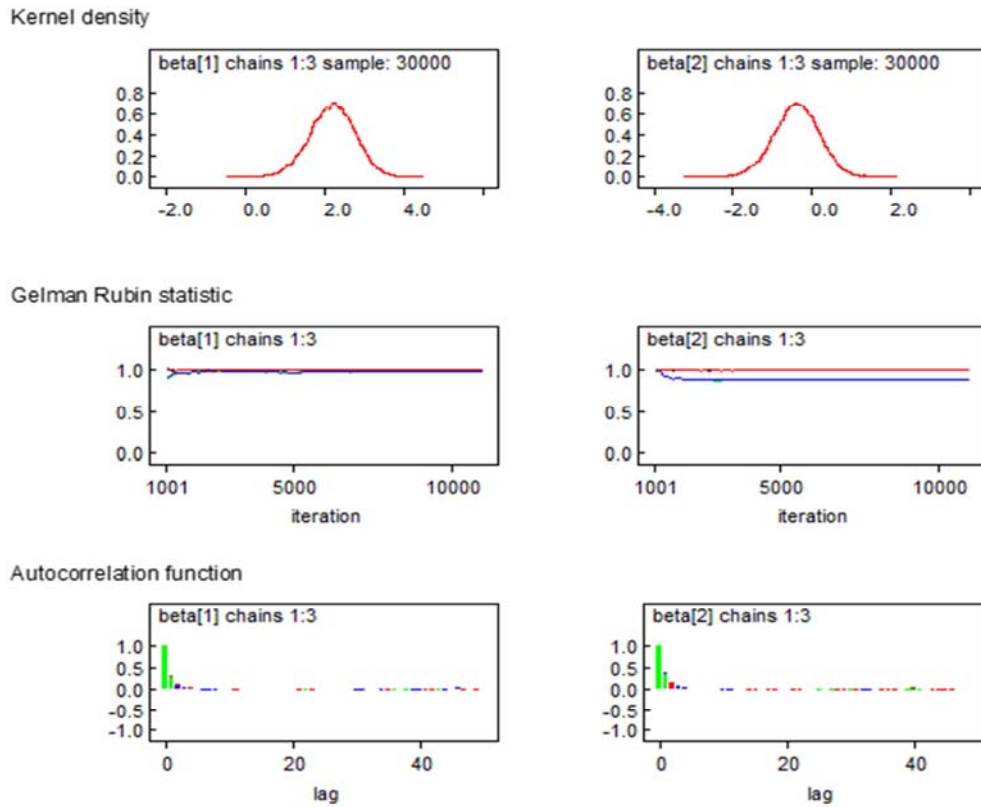 Kernel density
beta[1] chains 1:3 sample: 30000
0.8
0.6
0.4
0.2
0.0
-2.0 0.0 2.0 4.0
beta[2] chains 1:3 sample: 30000
0.8
0.6
0.4
0.2
0.0
-4.0 -2.0 0.0 2.0
Gelman Rubin statistic
beta[1] chains 1:3
1.0
0.5
0.0
1001 5000 10000
iteration
beta[2] chains 1:3
1.0
0.5
0.0
1001 5000 10000
iteration
Autocorrelation function
beta[1] chains 1:3
1.0
0.5
0.0
-0.5
-1.0
0 20 40
lag
beta[2] chains 1:3
1.0
0.5
0.0
-0.5
-1.0
0 20 40
lag